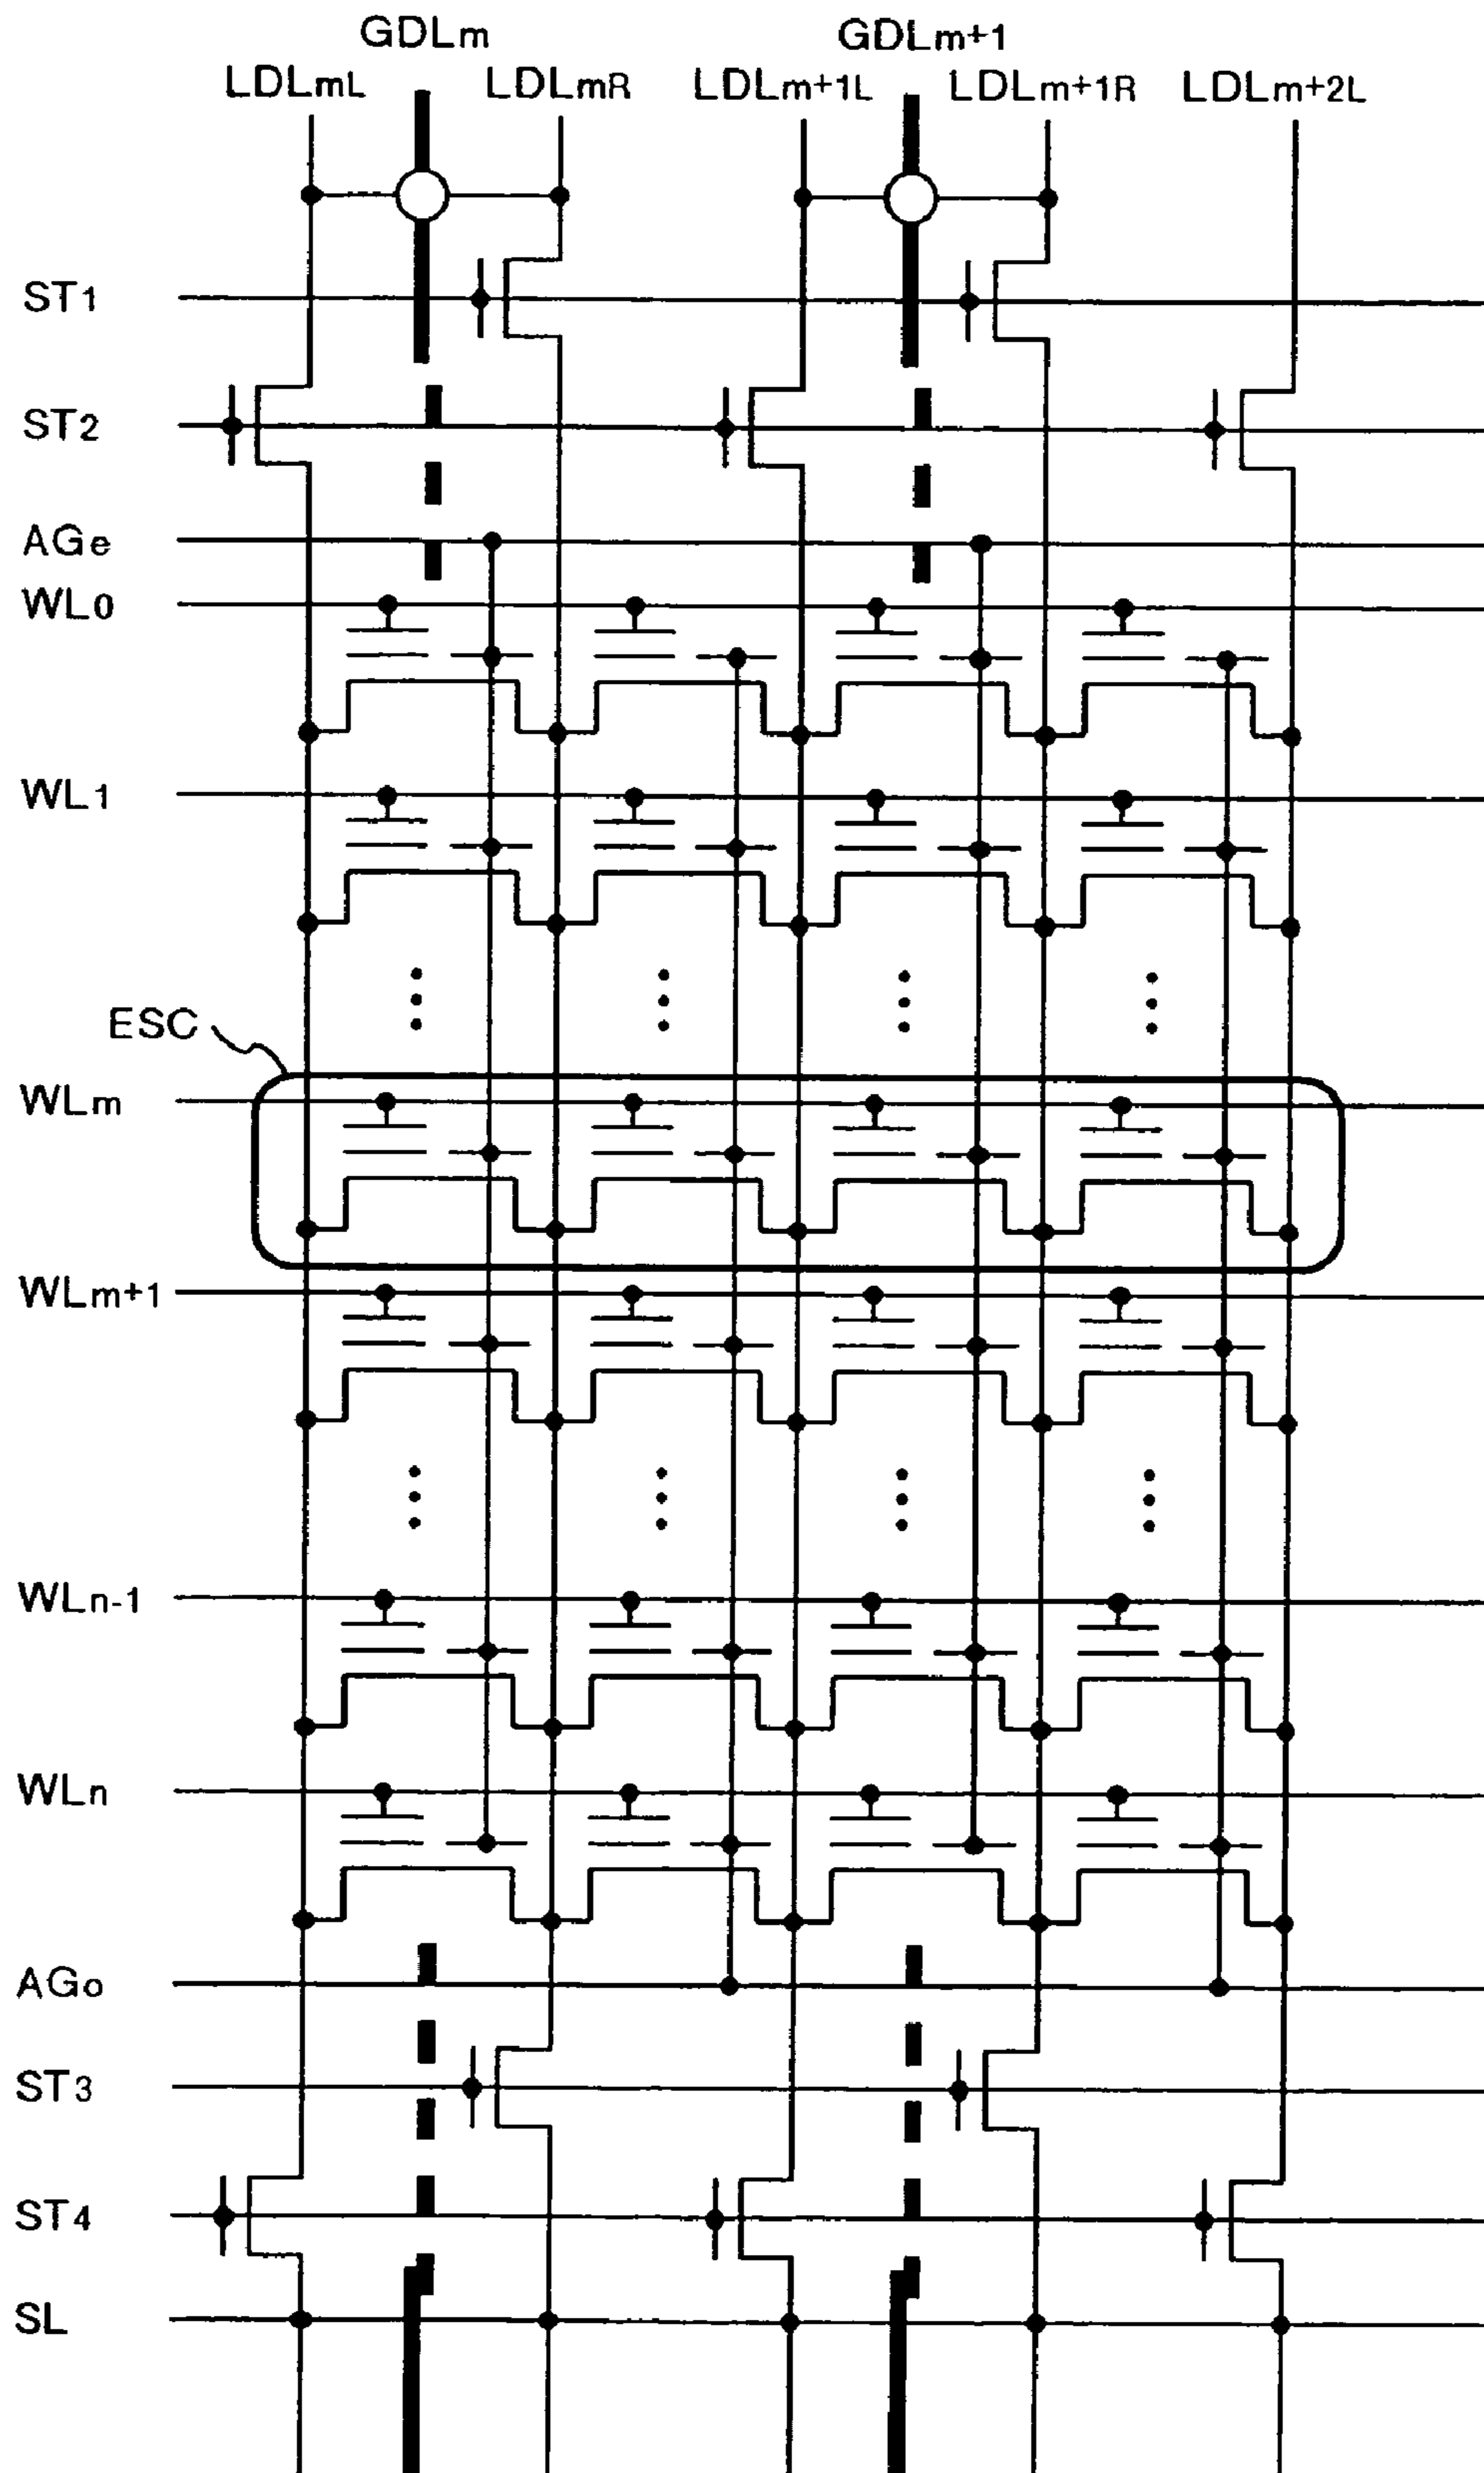 GDLm GDLm+1
LDLmL LDLmR LDLm+1L LDLm+1R LDLm+2L
ST1
ST2
AGe
WL0
WL1
ESC
WLm
WLm+1
WLn-1
WLn
AGo
ST3
ST4
SL